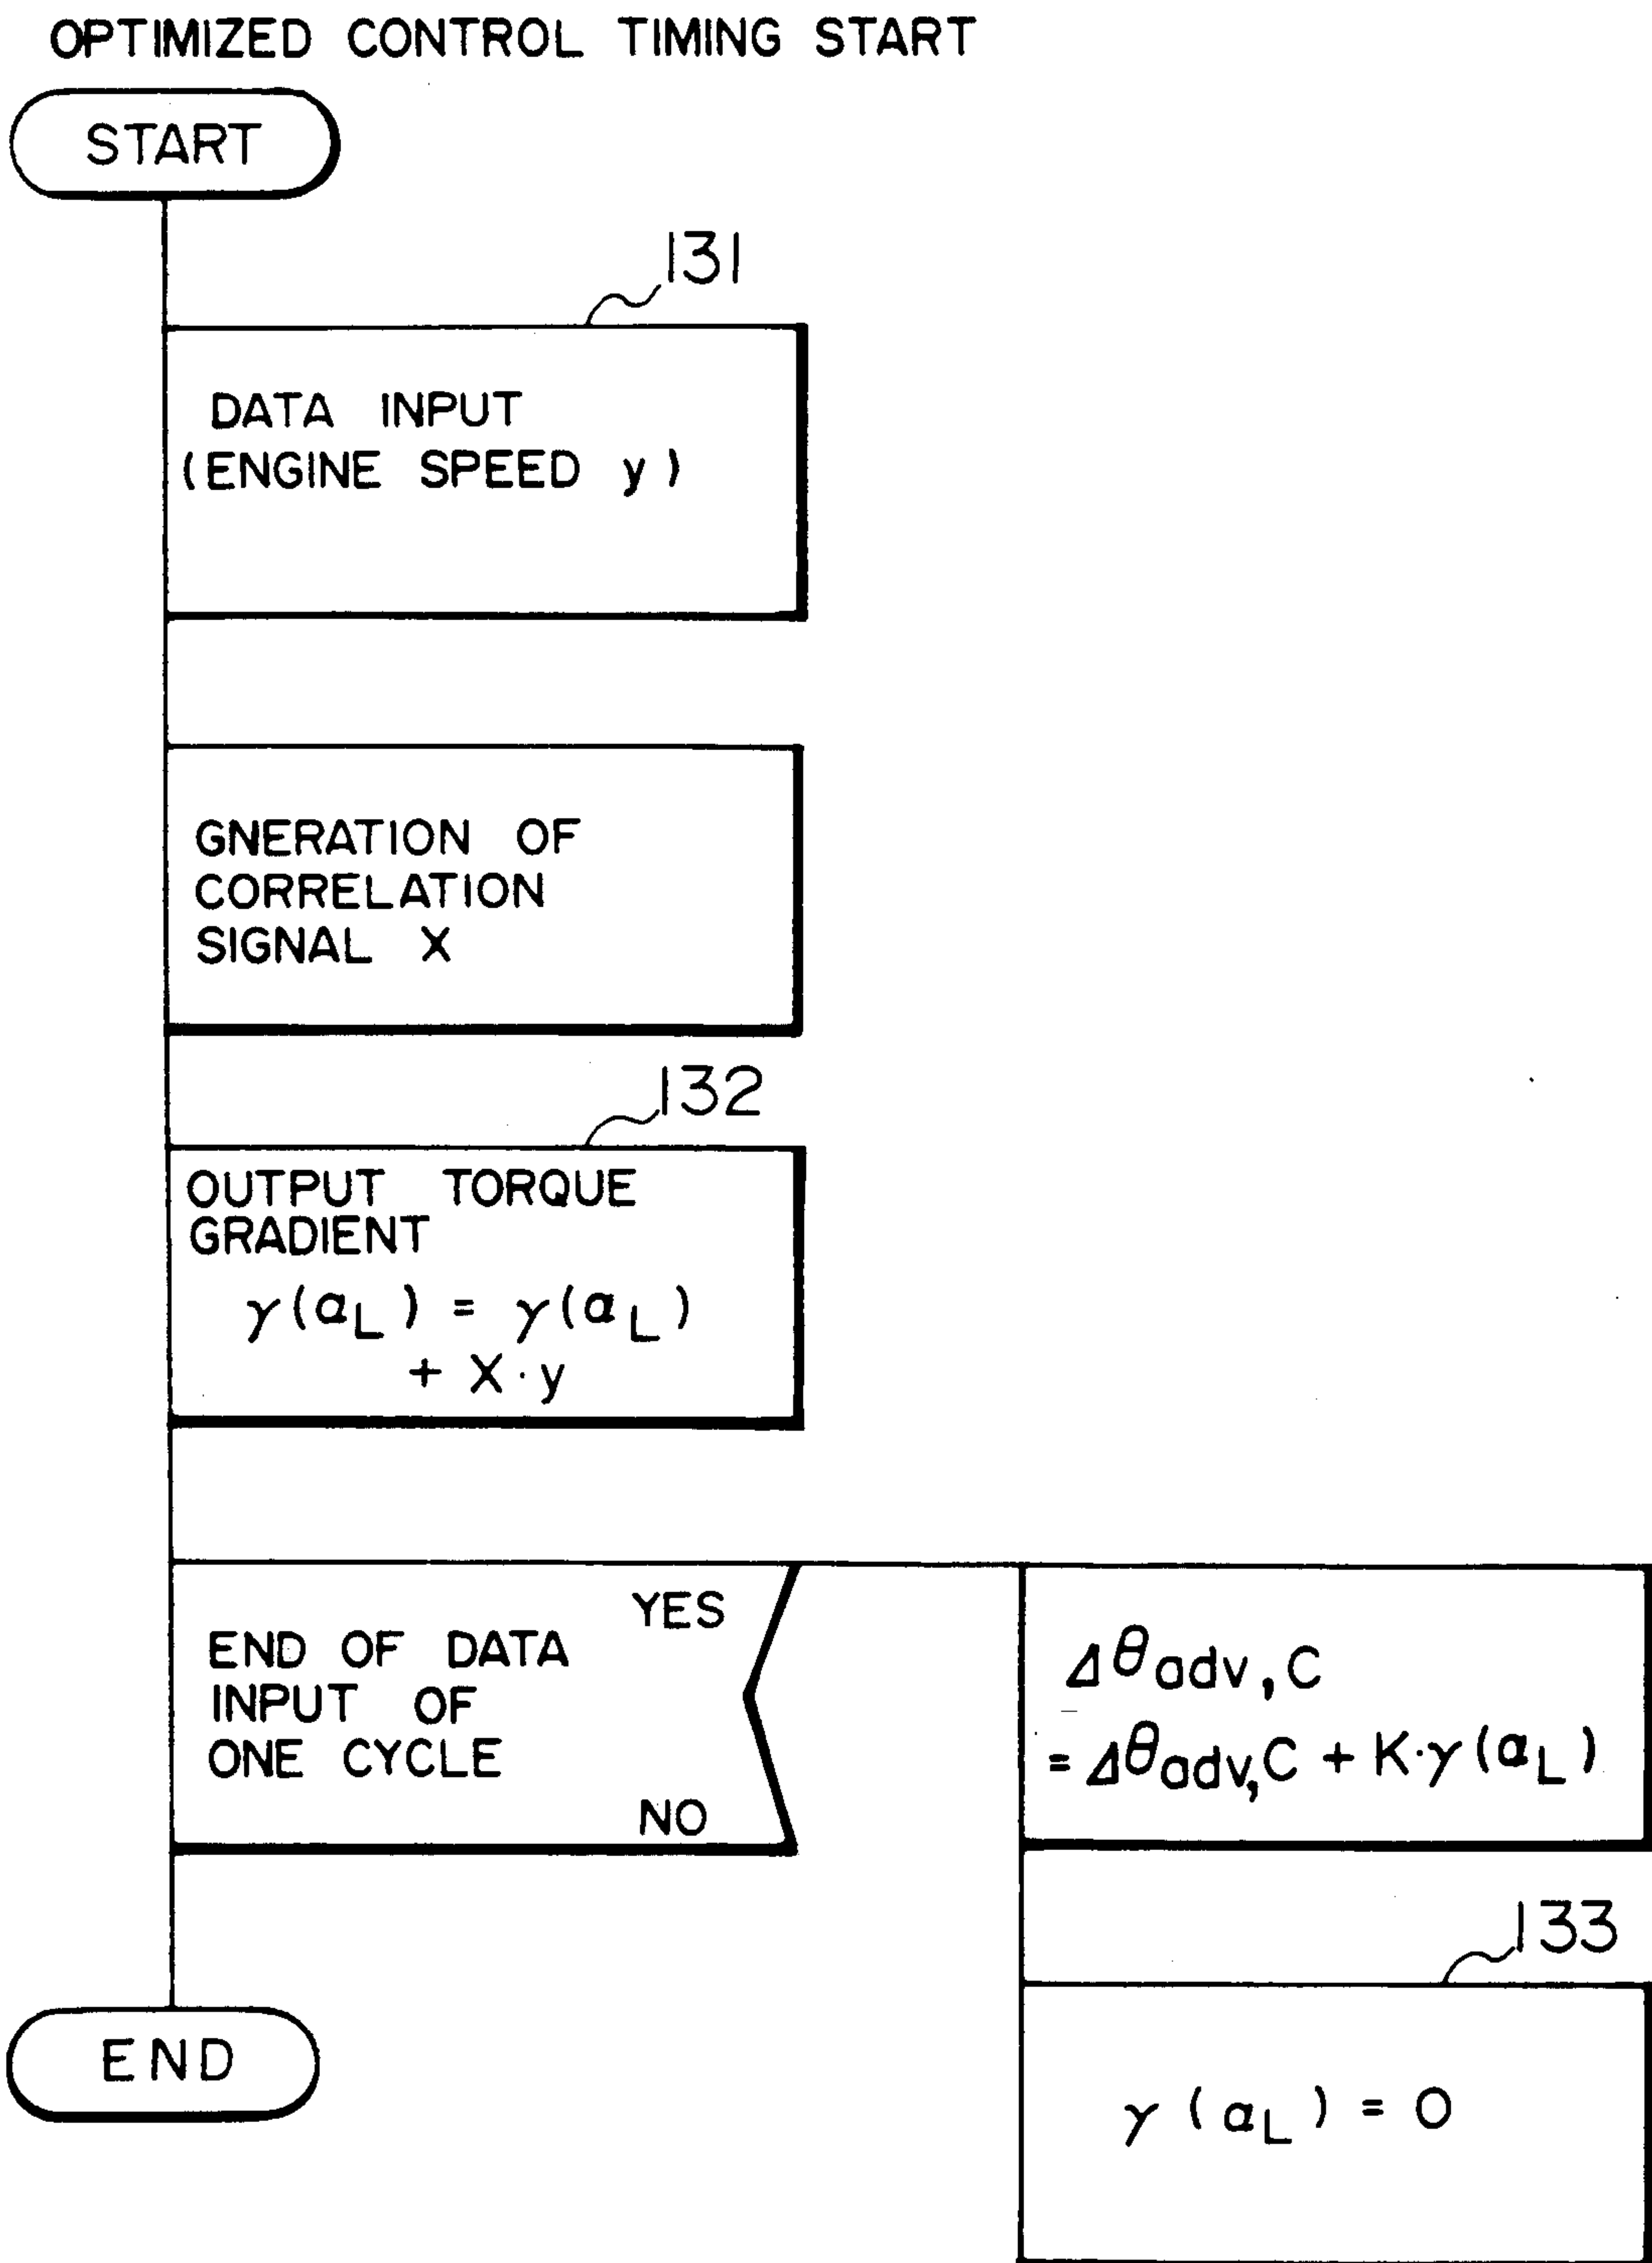 OPTIMIZED CONTROL TIMING START
START
131
DATA INPUT
(ENGINE SPEED y)
GNERATION OF
CORRELATION
SIGNAL X
132
OUTPUT TORQUE
GRADIENT
γ(αL) = γ(αL)
+ X·y
YES
END OF DATA
INPUT OF
ONE CYCLE
NO
Δθadv,C
= Δθadv,C + K·γ(αL)
133
γ(αL) = 0
END